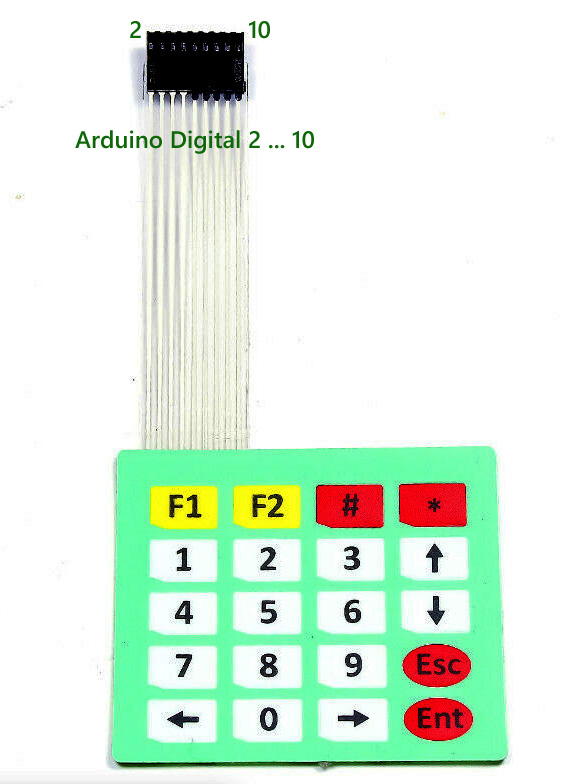 2 10
Arduino Digital 2 ... 10
F1 F2 # *
1 2 3 ↑
4 5 6 ↓
7 8 9 Esc
← 0 → Ent